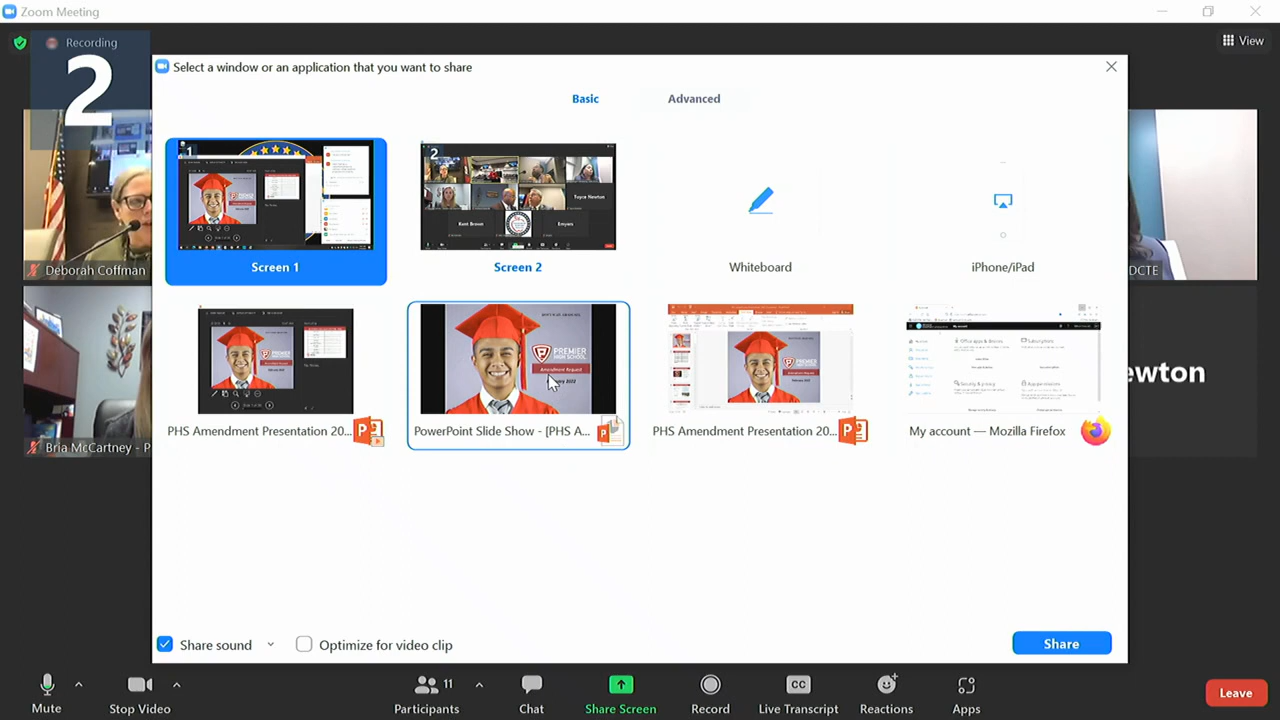 Zoom Meeting
Recording
View
2
Select a window or an application that you want to share
Basic
Advanced
1
2
Screen 1
Screen 2
Whiteboard
iPhone/iPad
Deborah Coffman
DCTE
PREMIER
HIGH SCHOOL
Amendment Request
PHS Amendment Presentation 20...
PowerPoint Slide Show - [PHS A...
PHS Amendment Presentation 20...
My account — Mozilla Firefox
ewton
Bria McCartney - P
Share sound
Optimize for video clip
Share
Mute
Stop Video
11
Participants
Chat
Share Screen
Record
CC
Live Transcript
Reactions
Apps
Leave